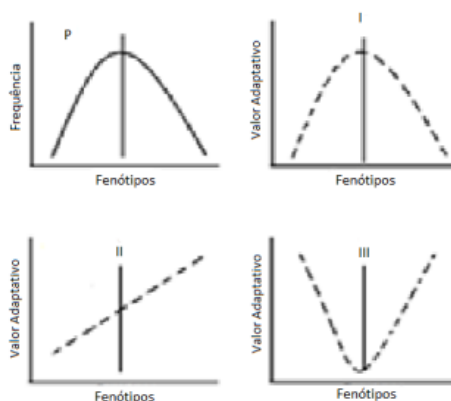 P
Frequência
Fenótipos
I
Valor Adaptativo
Fenótipos
II
Valor Adaptativo
Fenótipos
III
Valor Adaptativo
Fenótipos